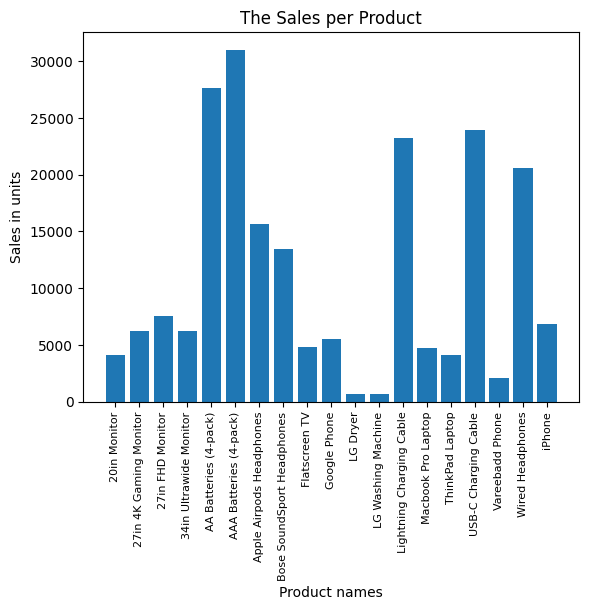 The Sales per Product
Sales in units
30000
25000
20000
15000
10000
5000
0
20in Monitor
27in 4K Gaming Monitor
27in FHD Monitor
34in Ultrawide Monitor
AA Batteries (4-pack)
AAA Batteries (4-pack)
Apple Airpods Headphones
Bose SoundSport Headphones
Flatscreen TV
Google Phone
LG Dryer
LG Washing Machine
Lightning Charging Cable
Macbook Pro Laptop
ThinkPad Laptop
USB-C Charging Cable
Vareebadd Phone
Wired Headphones
iPhone
Product names